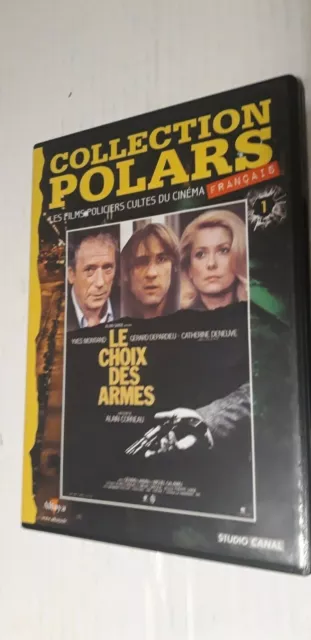 COLLECTION
POLARS
LES FILMS POLICIERS CULTES DU CINÉMA
FRANÇAIS
1
YVES MONTAND GÉRARD DEPARDIEU CATHERINE DENEUVE
LE
CHOIX
DES
ARMES
ALAIN CORNEAU
STUDIO CANAL